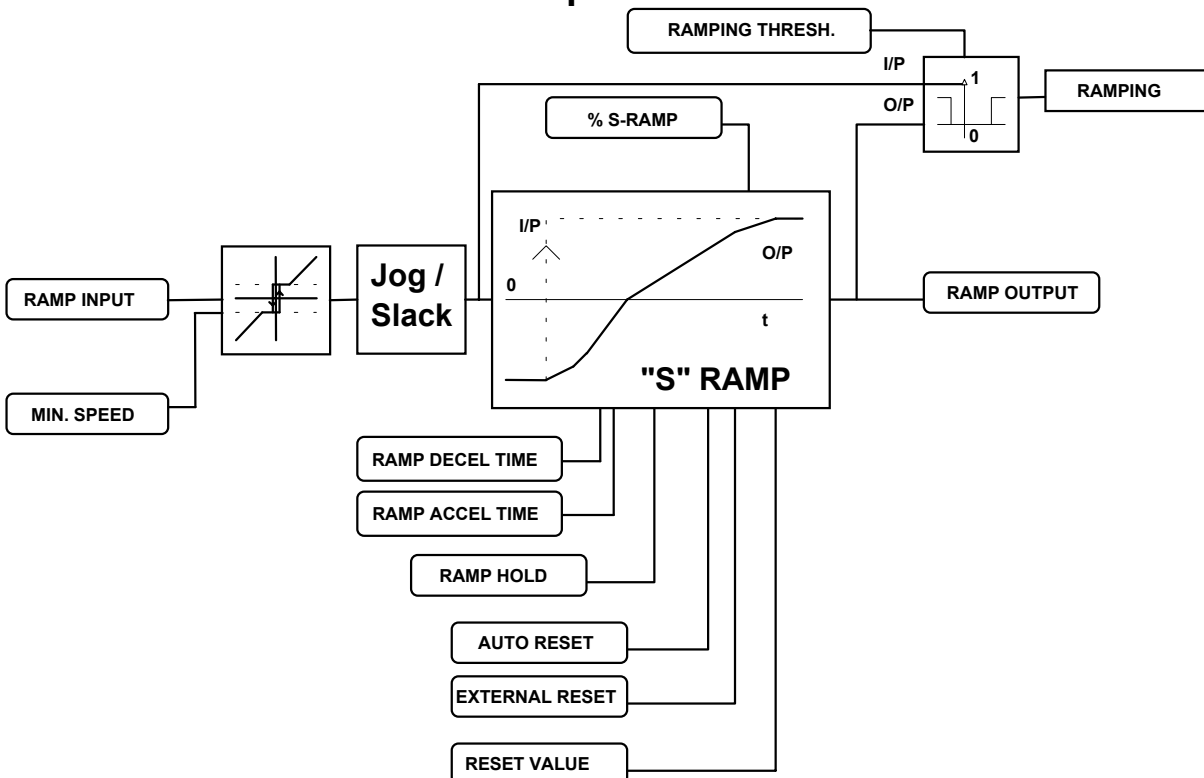 RAMPING THRESH.
I/P
1
RAMPING
O/P
0
% S-RAMP
I/P
O/P
0
t
"S" RAMP
Jog /
Slack
RAMP INPUT
RAMP OUTPUT
MIN. SPEED
RAMP DECEL TIME
RAMP ACCEL TIME
RAMP HOLD
AUTO RESET
EXTERNAL RESET
RESET VALUE